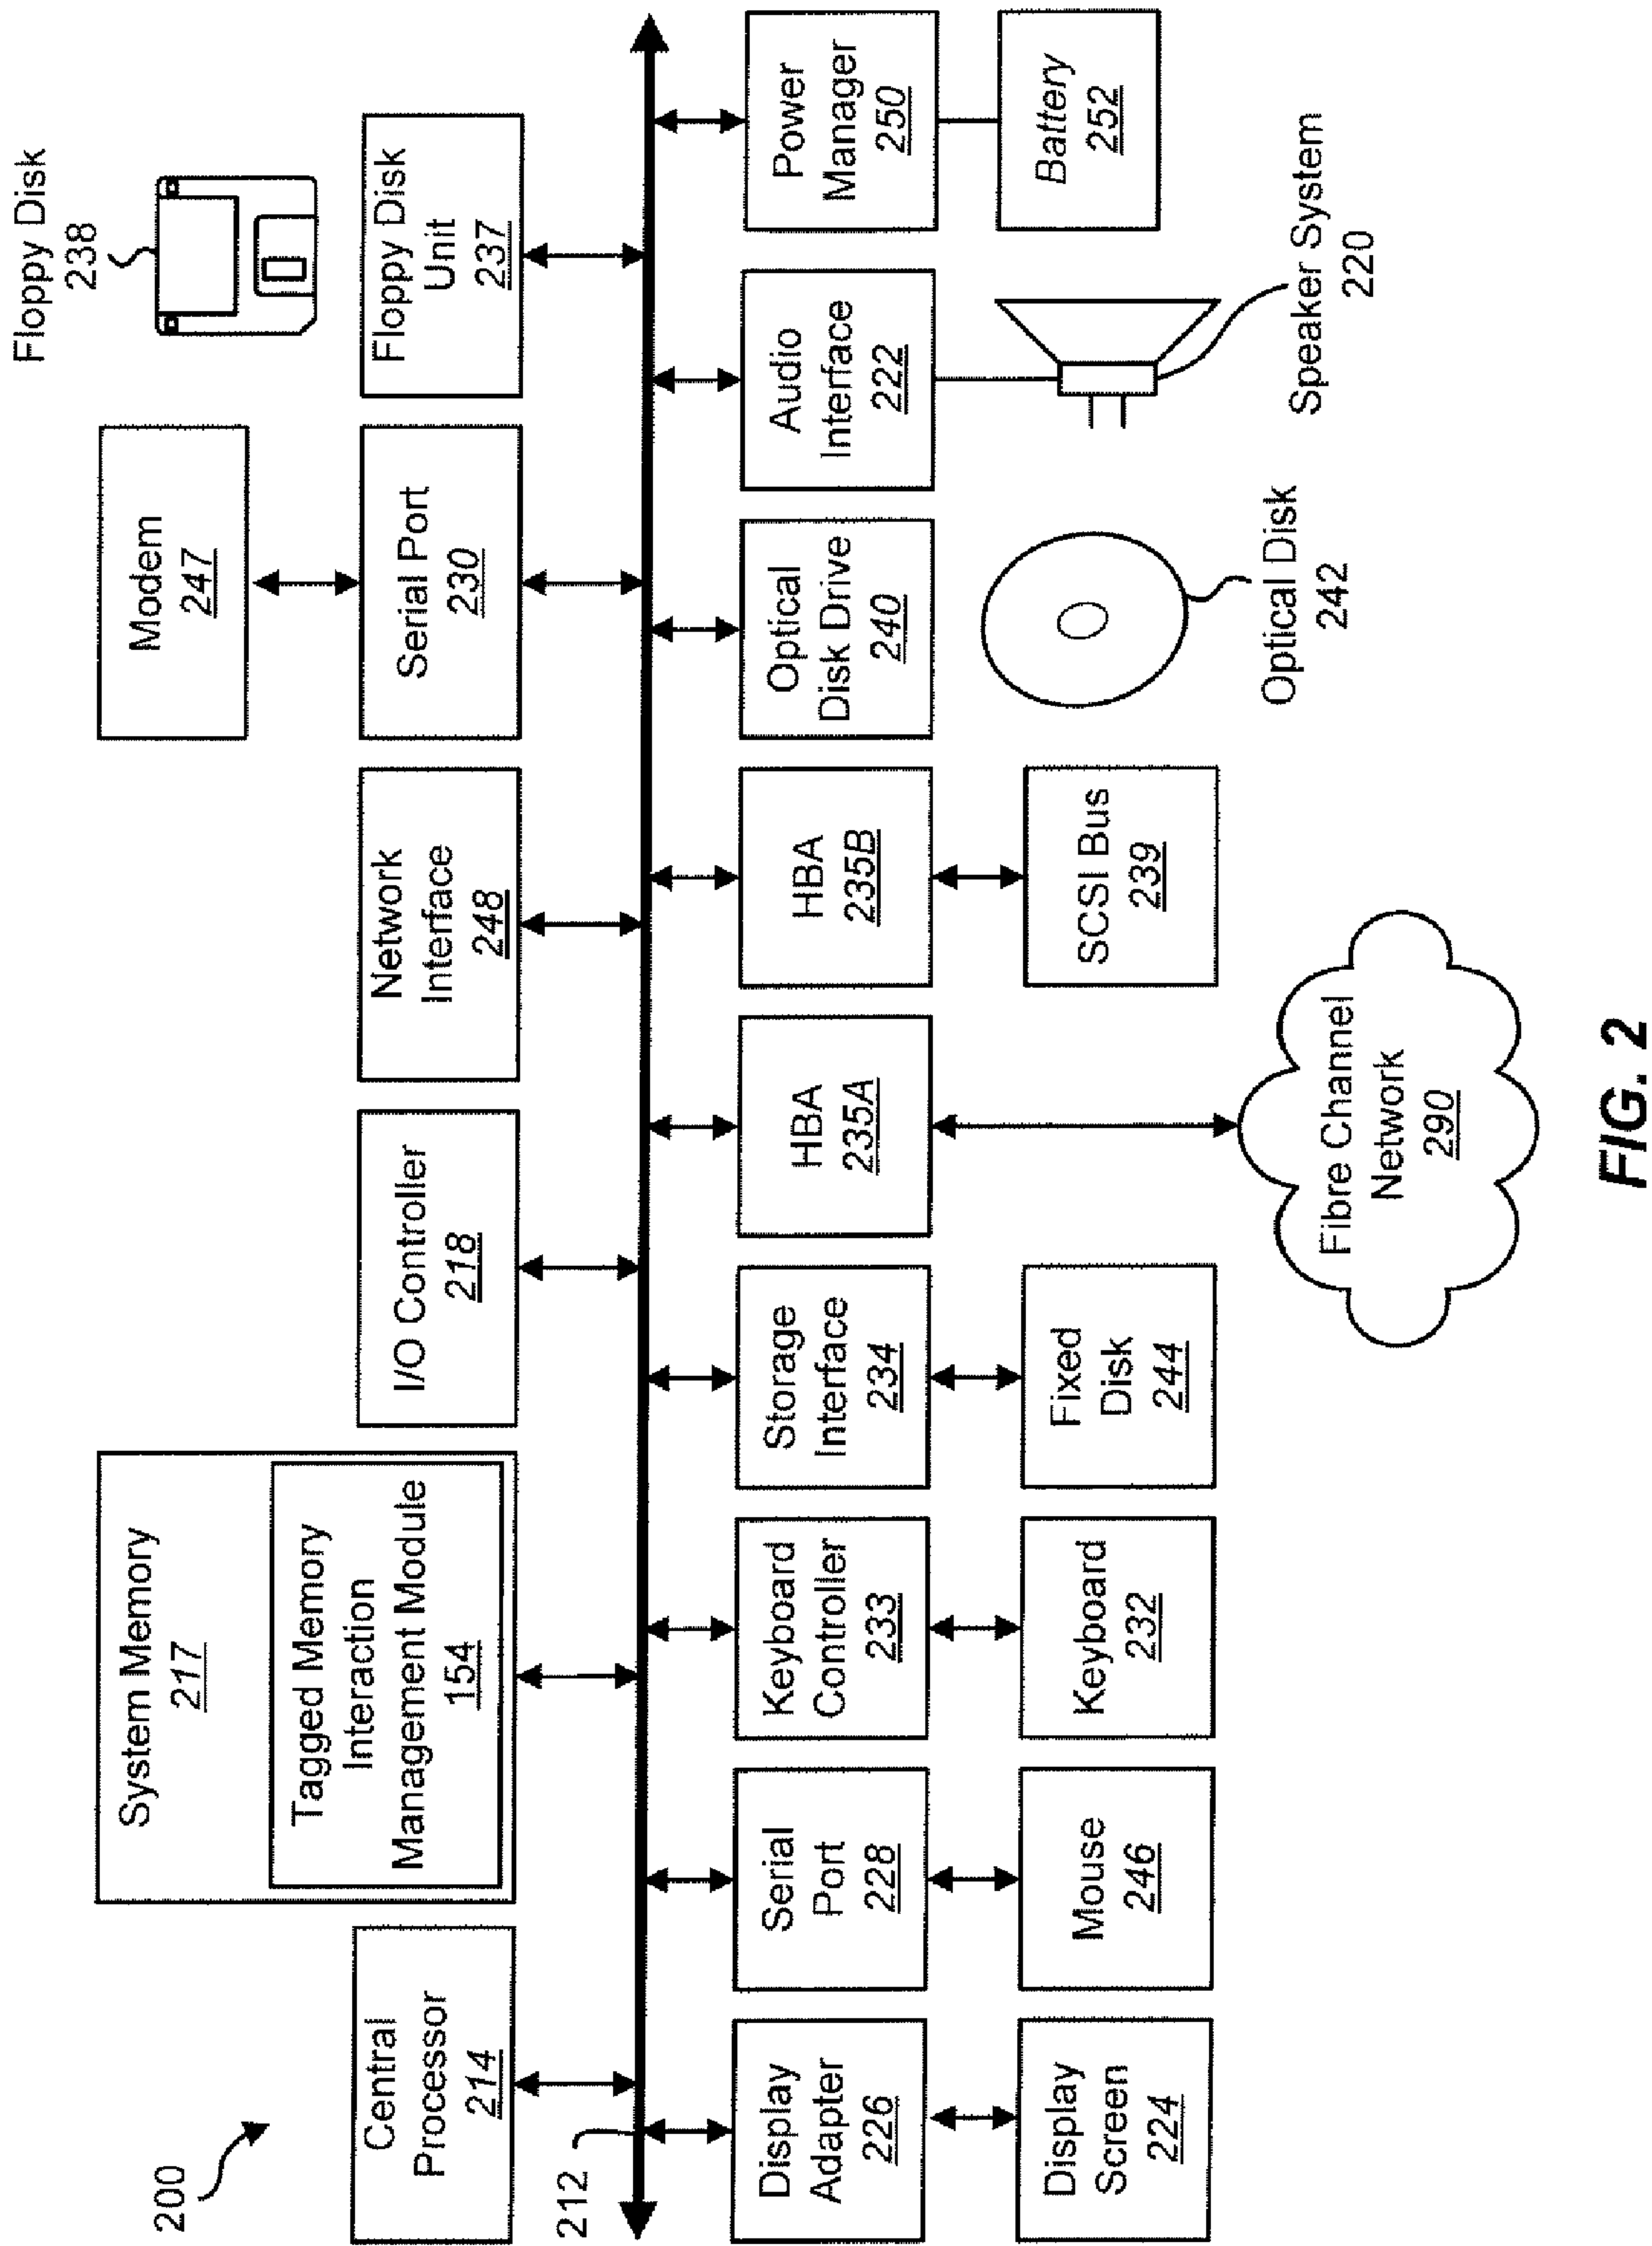 200
Central
Processor
214
System Memory
217
Tagged Memory
Interaction
Management Module
154
I/O Controller
218
Network
Interface
248
Modem
247
Serial Port
230
Floppy Disk
238
Floppy Disk
Unit
237
212
Display
Adapter
226
Serial
Port
228
Keyboard
Controller
233
Storage
Interface
234
HBA
235A
HBA
235B
Optical
Disk Drive
240
Audio
Interface
222
Power
Manager
250
Display
Screen
224
Mouse
246
Keyboard
232
Fixed
Disk
244
Fibre Channel
Network
290
SCSI Bus
239
Optical Disk
242
Speaker System
220
Battery
252
FIG. 2